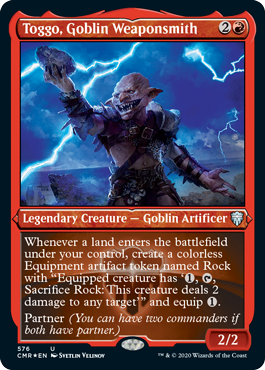 Toggo, Goblin Weaponsmith 2
Legendary Creature — Goblin Artificer
Whenever a land enters the battlefield
under your control, create a colorless
Equipment artifact token named Rock
with “Equipped creature has ‘1, T,
Sacrifice Rock: This creature deals 2
damage to any target’” and equip 1.
Partner (You can have two commanders if
both have partner.)
2/2
576 U
CMR EN SVETLIN VELINOV
™ & © 2020 Wizards of the Coast